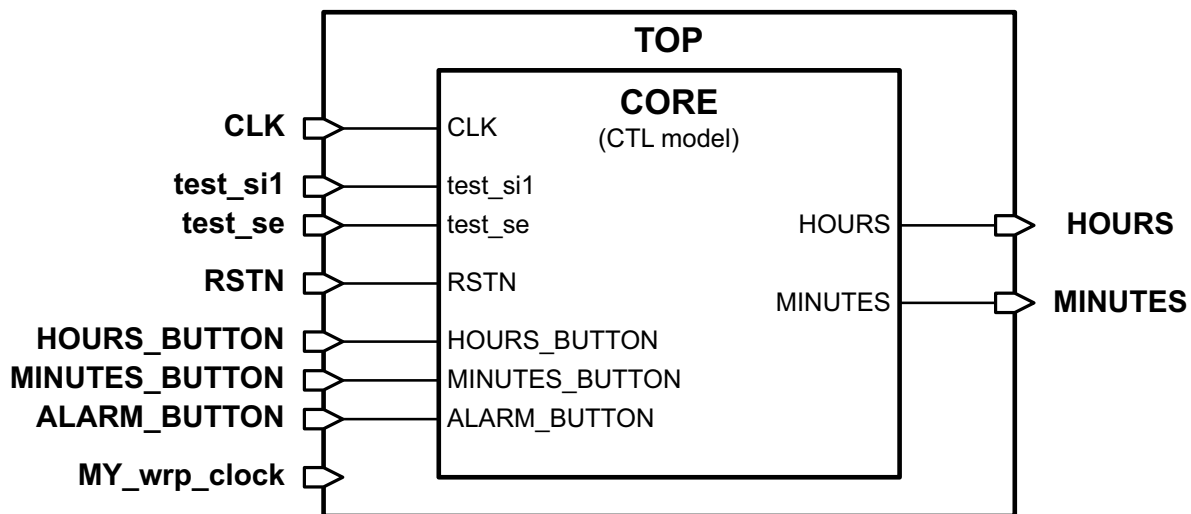 TOP
CORE
(CTL model)
CLK
CLK
test_si1
test_si1
test_se
test_se
HOURS
HOURS
RSTN
RSTN
MINUTES
MINUTES
HOURS_BUTTON
HOURS_BUTTON
MINUTES_BUTTON
MINUTES_BUTTON
ALARM_BUTTON
ALARM_BUTTON
MY_wrp_clock